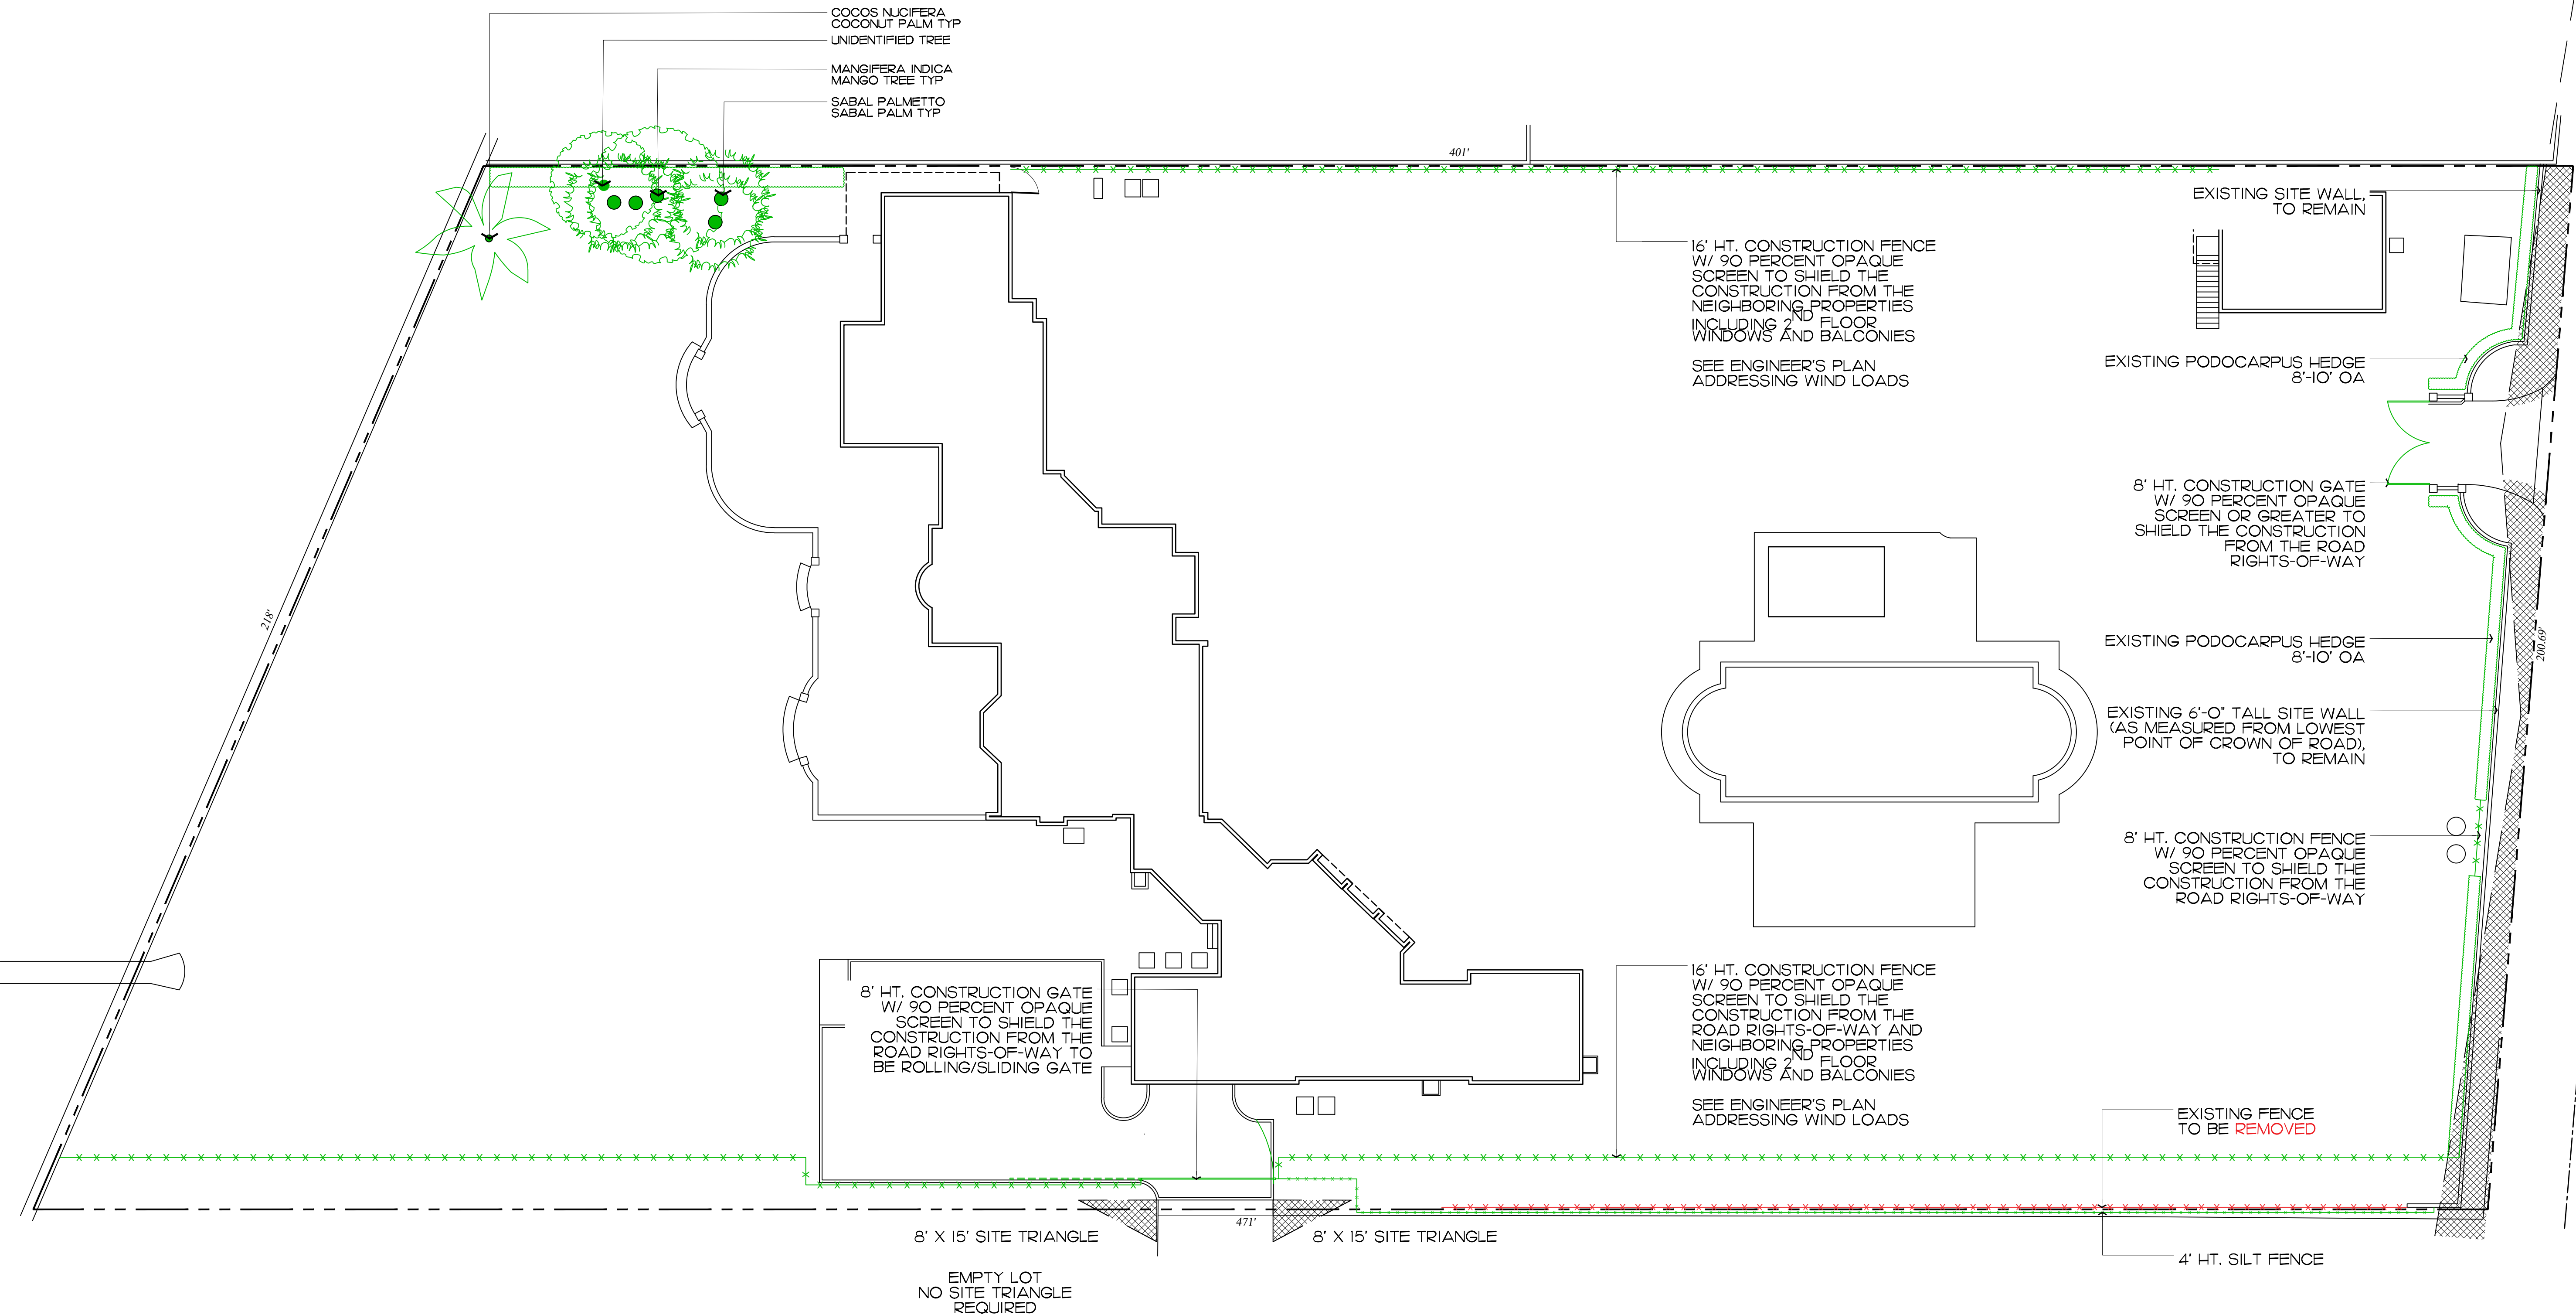 COCOS NUCIFERA
COCONUT PALM TYP
UNIDENTIFIED TREE
MANGIFERA INDICA
MANGO TREE TYP
SABAL PALMETTO
SABAL PALM TYP
401'
EXISTING SITE WALL,
TO REMAIN
16' HT. CONSTRUCTION FENCE
W/ 90 PERCENT OPAQUE
SCREEN TO SHIELD THE
CONSTRUCTION FROM THE
NEIGHBORING PROPERTIES
INCLUDING 2ND FLOOR
WINDOWS AND BALCONIES
SEE ENGINEER'S PLAN
ADDRESSING WIND LOADS
EXISTING PODOCARPUS HEDGE
8'-10' OA
8' HT. CONSTRUCTION GATE
W/ 90 PERCENT OPAQUE
SCREEN OR GREATER TO
SHIELD THE CONSTRUCTION
FROM THE ROAD
RIGHTS-OF-WAY
218'
EXISTING PODOCARPUS HEDGE
8'-10' OA
200.69'
EXISTING 6'-0" TALL SITE WALL
(AS MEASURED FROM LOWEST
POINT OF CROWN OF ROAD),
TO REMAIN
8' HT. CONSTRUCTION FENCE
W/ 90 PERCENT OPAQUE
SCREEN TO SHIELD THE
CONSTRUCTION FROM THE
ROAD RIGHTS-OF-WAY
16' HT. CONSTRUCTION FENCE
W/ 90 PERCENT OPAQUE
SCREEN TO SHIELD THE
CONSTRUCTION FROM THE
ROAD RIGHTS-OF-WAY AND
NEIGHBORING PROPERTIES
INCLUDING 2ND FLOOR
WINDOWS AND BALCONIES
SEE ENGINEER'S PLAN
ADDRESSING WIND LOADS
8' HT. CONSTRUCTION GATE
W/ 90 PERCENT OPAQUE
SCREEN TO SHIELD THE
CONSTRUCTION FROM THE
ROAD RIGHTS-OF-WAY TO
BE ROLLING/SLIDING GATE
EXISTING FENCE
TO BE REMOVED
471'
8' X 15' SITE TRIANGLE
8' X 15' SITE TRIANGLE
4' HT. SILT FENCE
EMPTY LOT
NO SITE TRIANGLE
REQUIRED